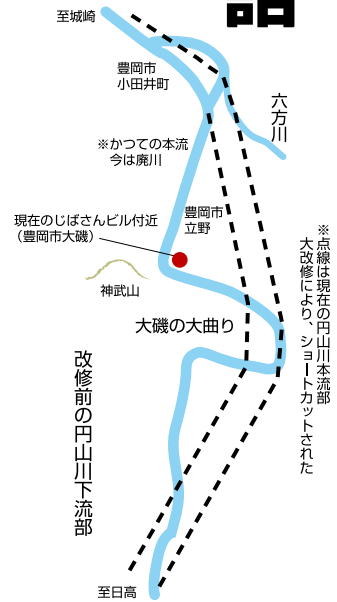 至城崎
豊岡市
小田井町
六方川
※かつての本流
今は廃川
現在のじばさんビル付近
（豊岡市大磯）
豊岡市
立野
神武山
大磯の大曲り
※点線は現在の円山川本流部
大改修により、ショートカットされた
改修前の円山川下流部
至日高